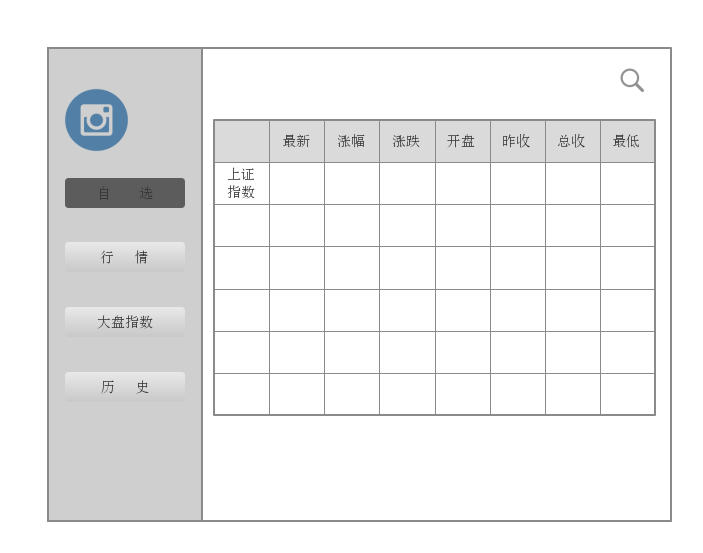 自 选
行 情
大盘指数
历 史
最新 涨幅 涨跌 开盘 昨收 总收 最低
上证
指数